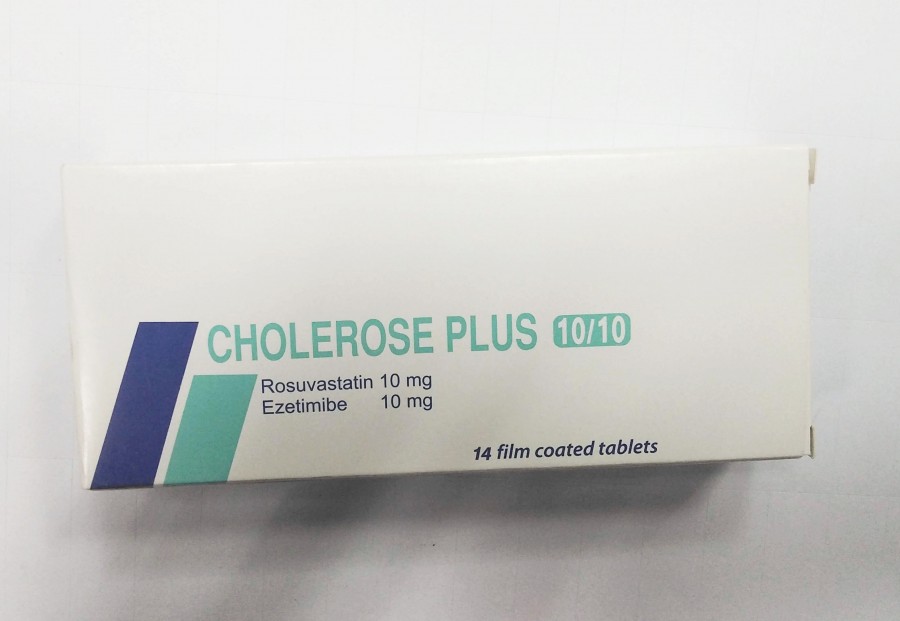 CHOLEROSE PLUS 10/10
Rosuvastatin 10 mg
Ezetimibe 10 mg
14 film coated tablets